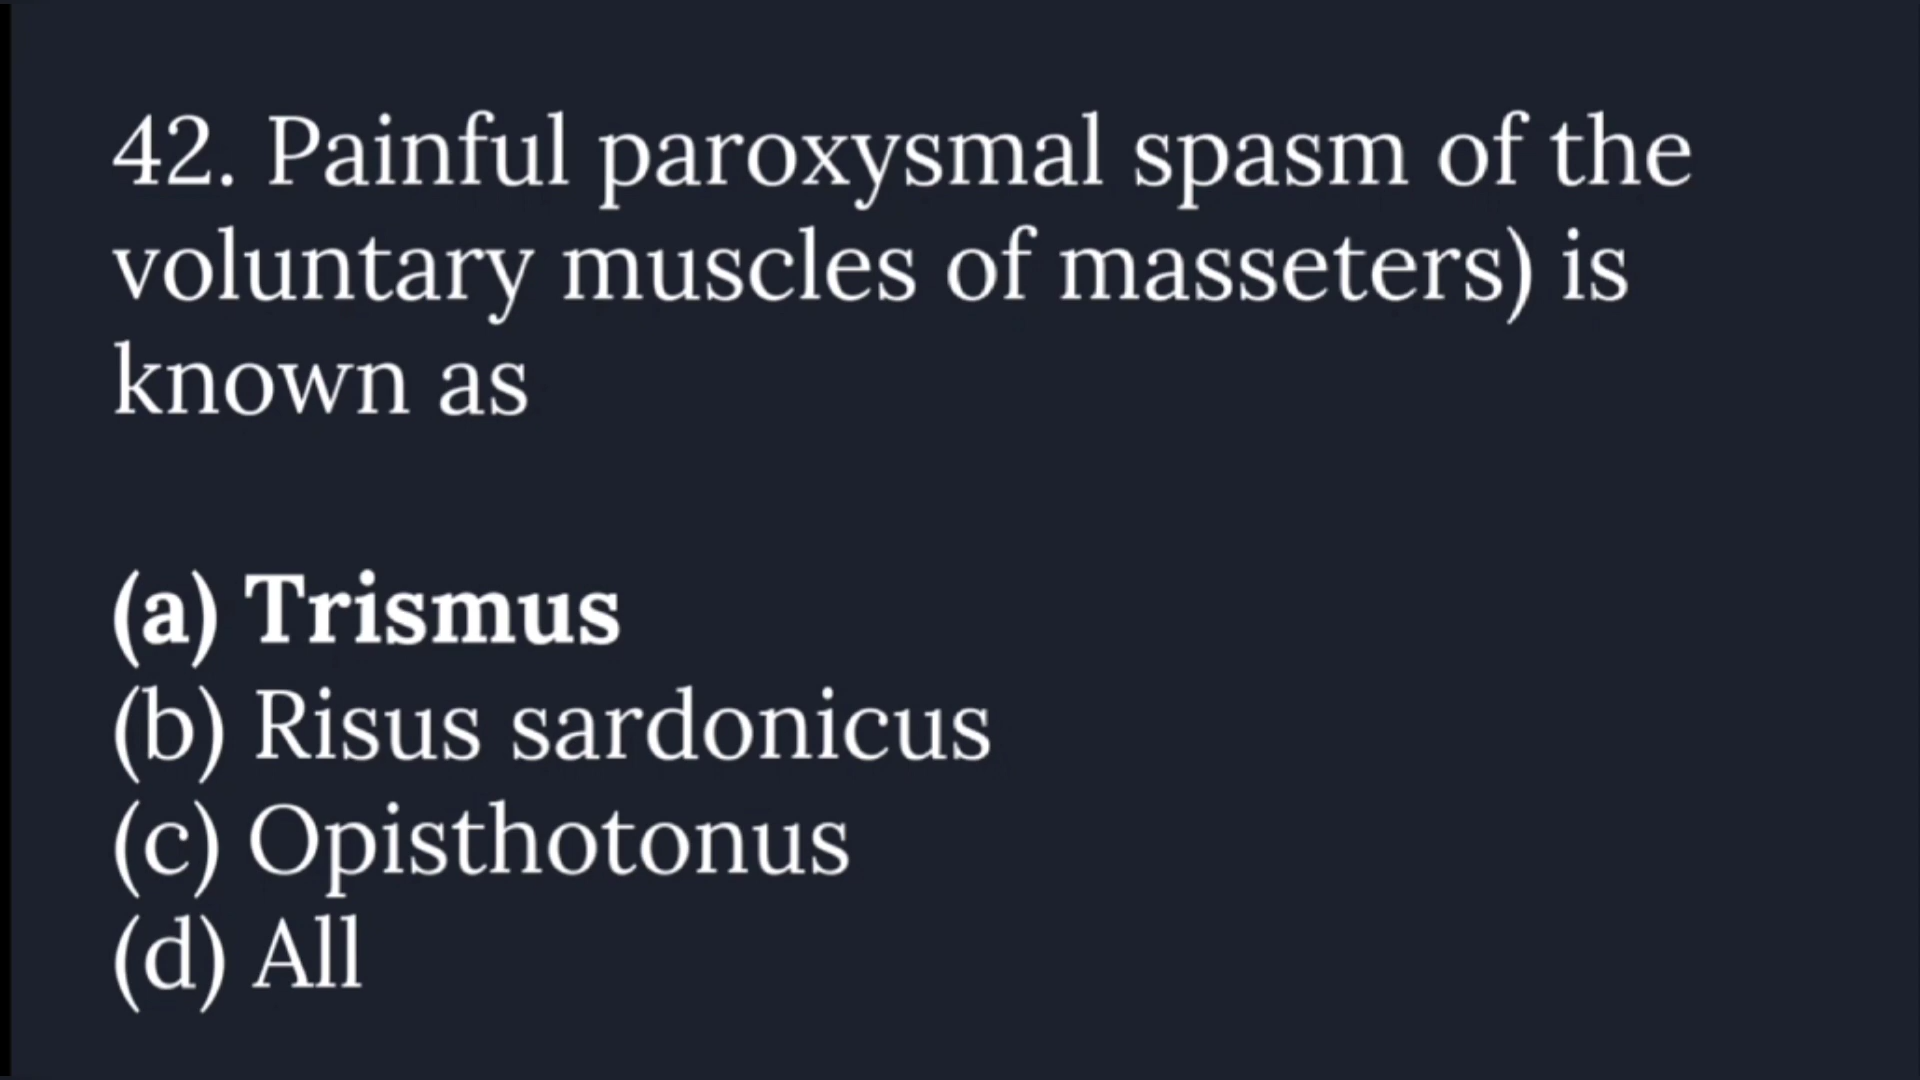 42. Painful paroxysmal spasm of the
voluntary muscles of masseters) is
known as
(a) Trismus
(b) Risus sardonicus
(c) Opisthotonus
(d) All